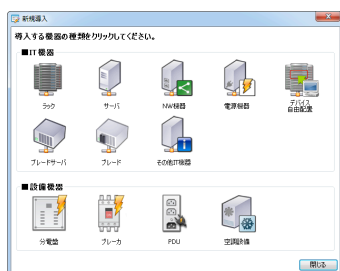 新規導入
導入する機器の種類をクリックしてください。
■IT機器
ラック
サーバ
NW機器
電源機器
デバイス
自由配置
ブレードサーバ
ブレード
その他IT機器
■設備機器
分電盤
ブレーカ
PDU
空調設備
閉じる